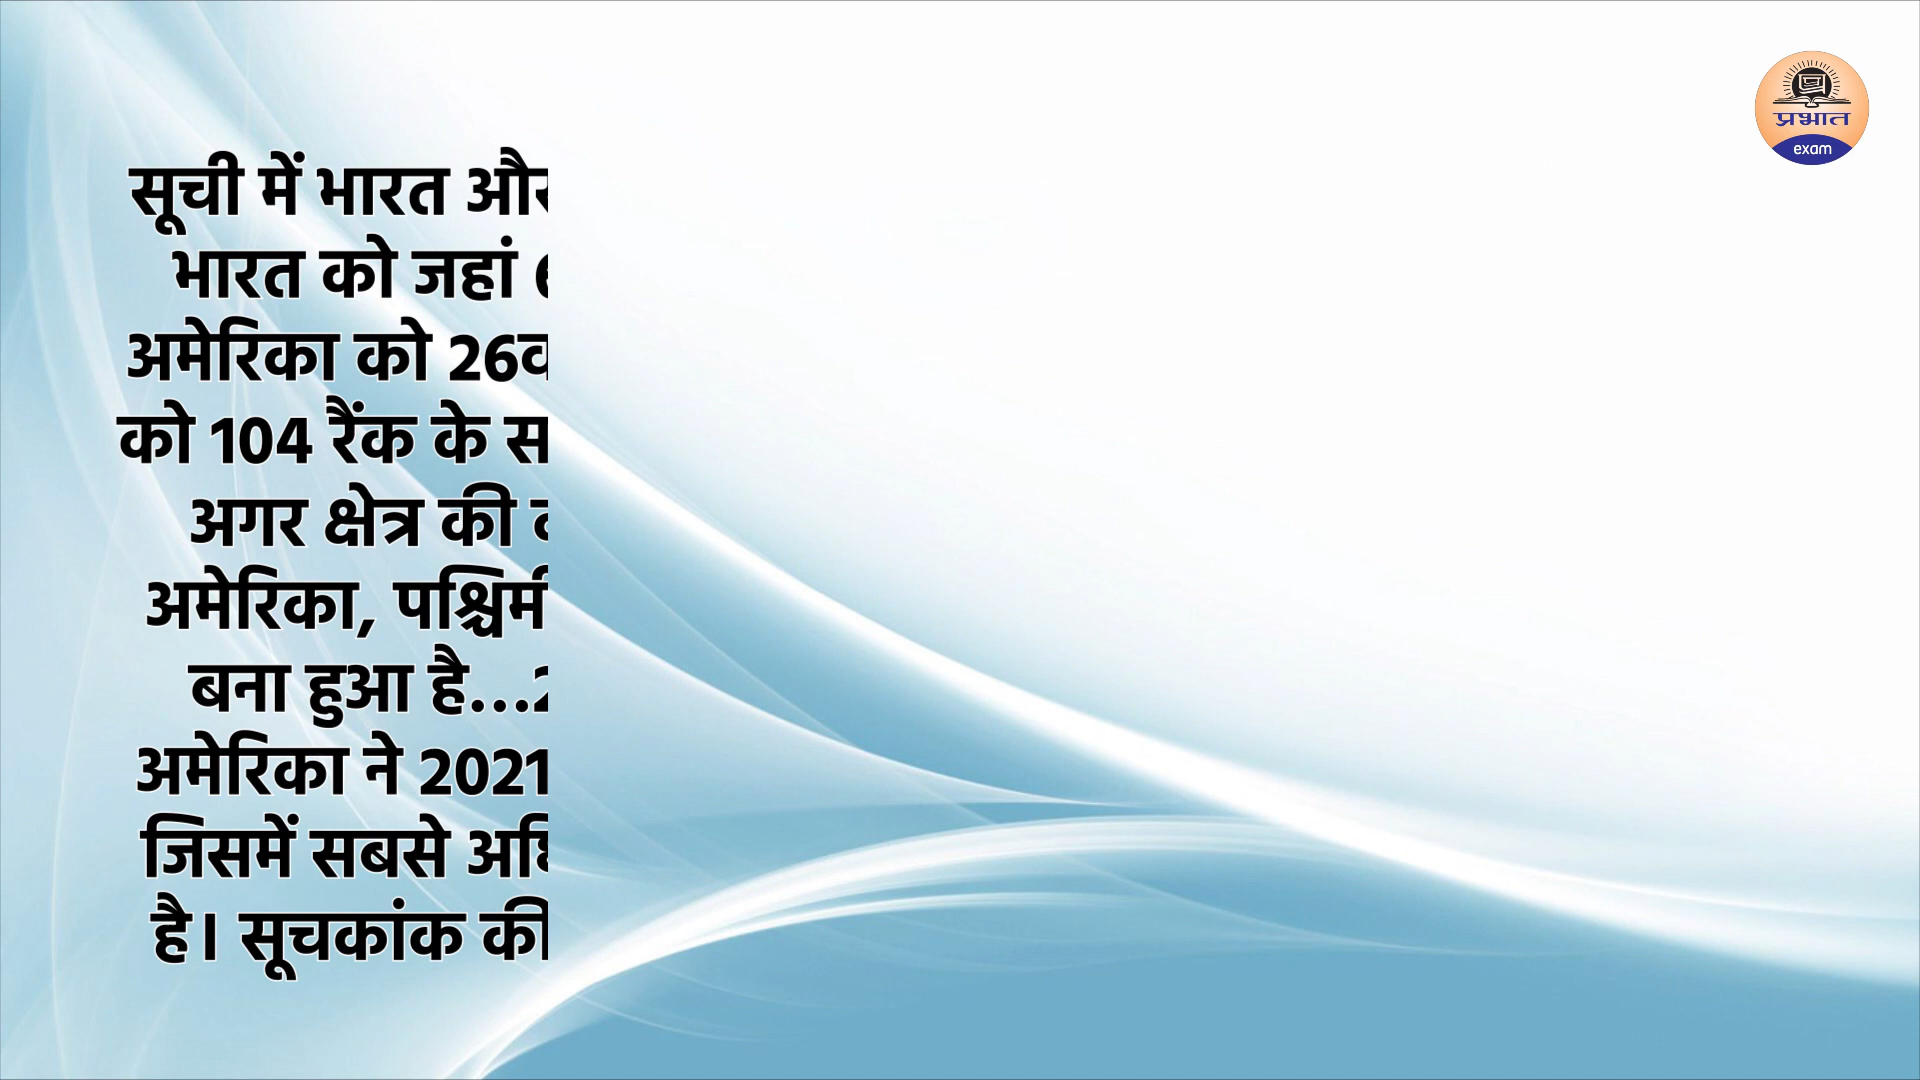 सूची में भारत और
भारत को जहां
अमेरिका को 26व
को 104 रैंक के
अगर क्षेत्र की
अमेरिका, पश्चिमी
बना हुआ है...
अमेरिका ने 2021
जिसमें सबसे
है। सूचकांक की
प्रभात
exam